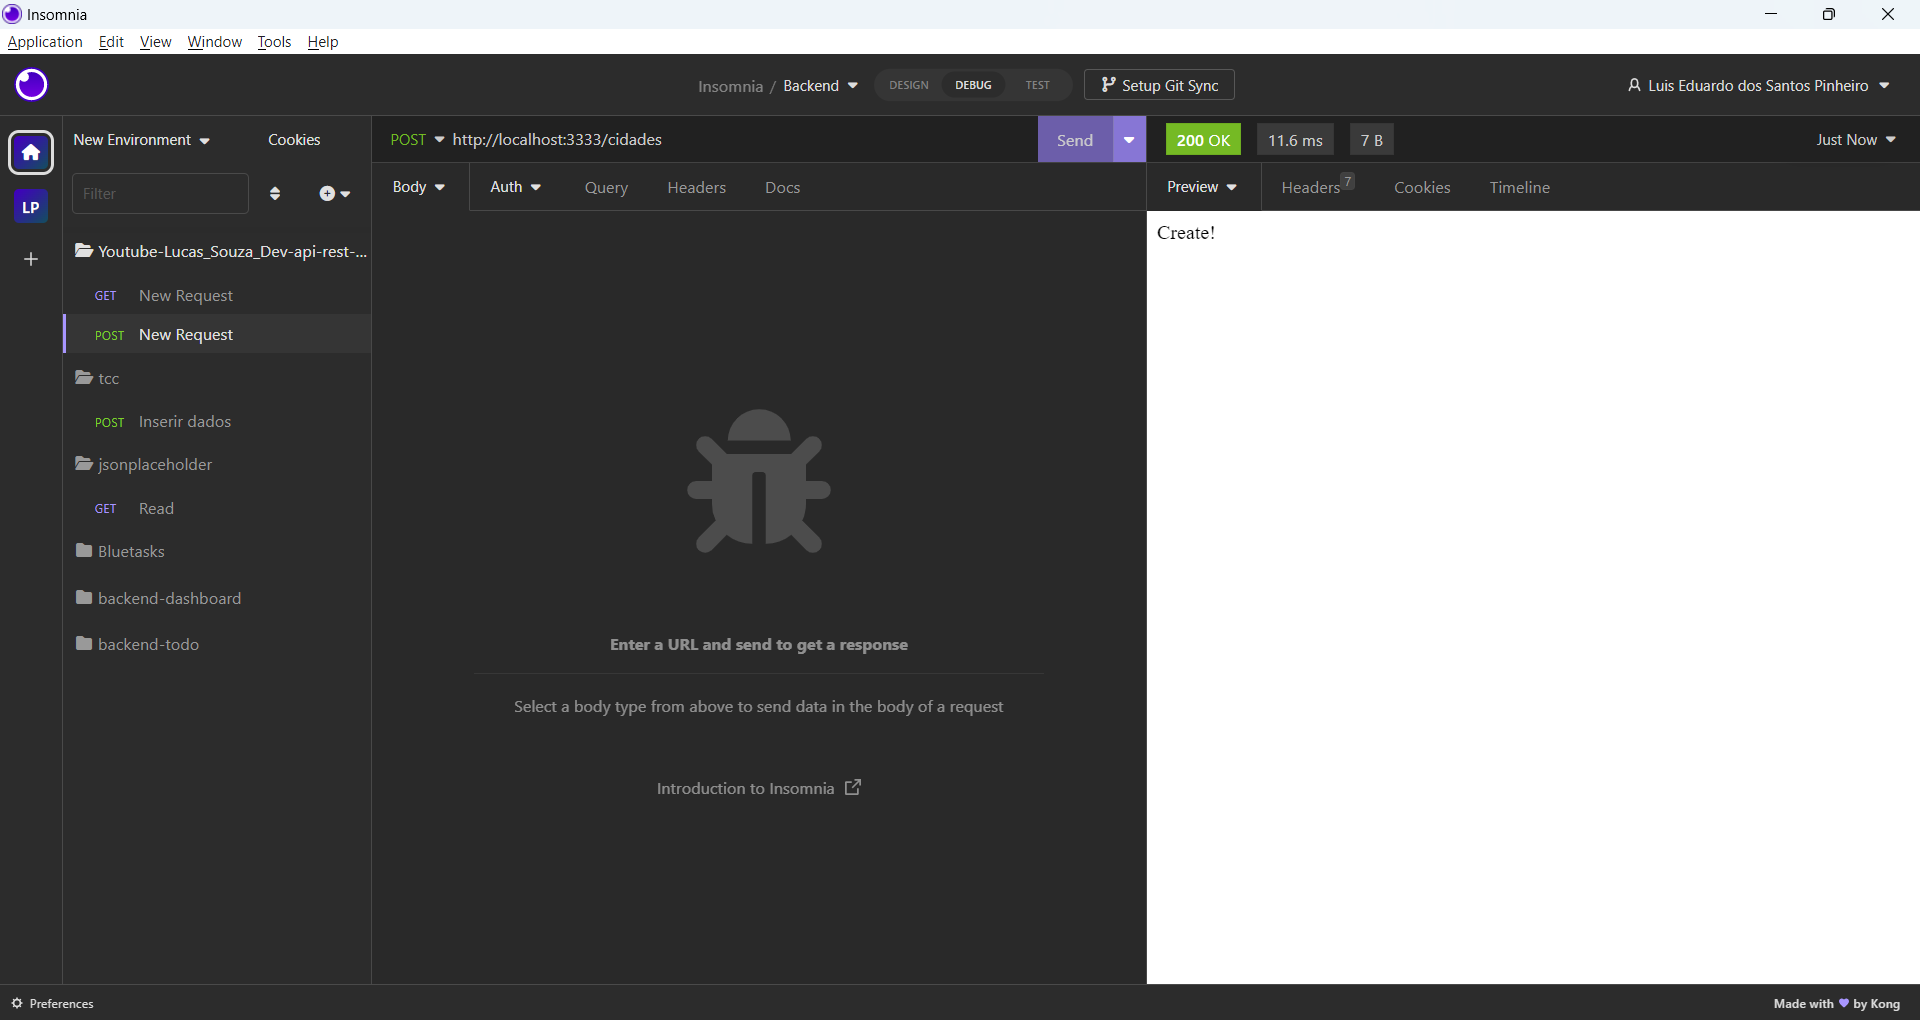 Insomnia
Application Edit View Window Tools Help
Insomnia / Backend DESIGN DEBUG TEST Setup Git Sync Luis Eduardo dos Santos Pinheiro
New Environment Cookies
POST http://localhost:3333/cidades Send
200 OK 11.6 ms 7 B Just Now
Filter
Body Auth Query Headers Docs
Preview Headers 7 Cookies Timeline
LP
Youtube-Lucas_Souza_Dev-api-rest-...
GET New Request
POST New Request
tcc
POST Inserir dados
jsonplaceholder
GET Read
Bluetasks
backend-dashboard
backend-todo
Enter a URL and send to get a response
Select a body type from above to send data in the body of a request
Introduction to Insomnia
Create!
Preferences
Made with 💜 by Kong